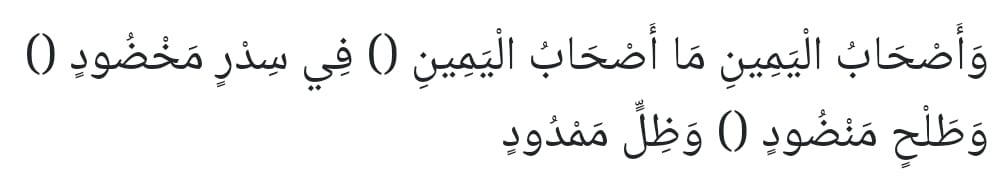 وَأَصْحَابُ الْيَمِينِ مَا أَصْحَابُ الْيَمِينِ () فِي سِدْرٍ مَخْضُودٍ ()
وَطَلْحٍ مَنْضُودٍ () وَظِلٍّ مَمْدُودٍ